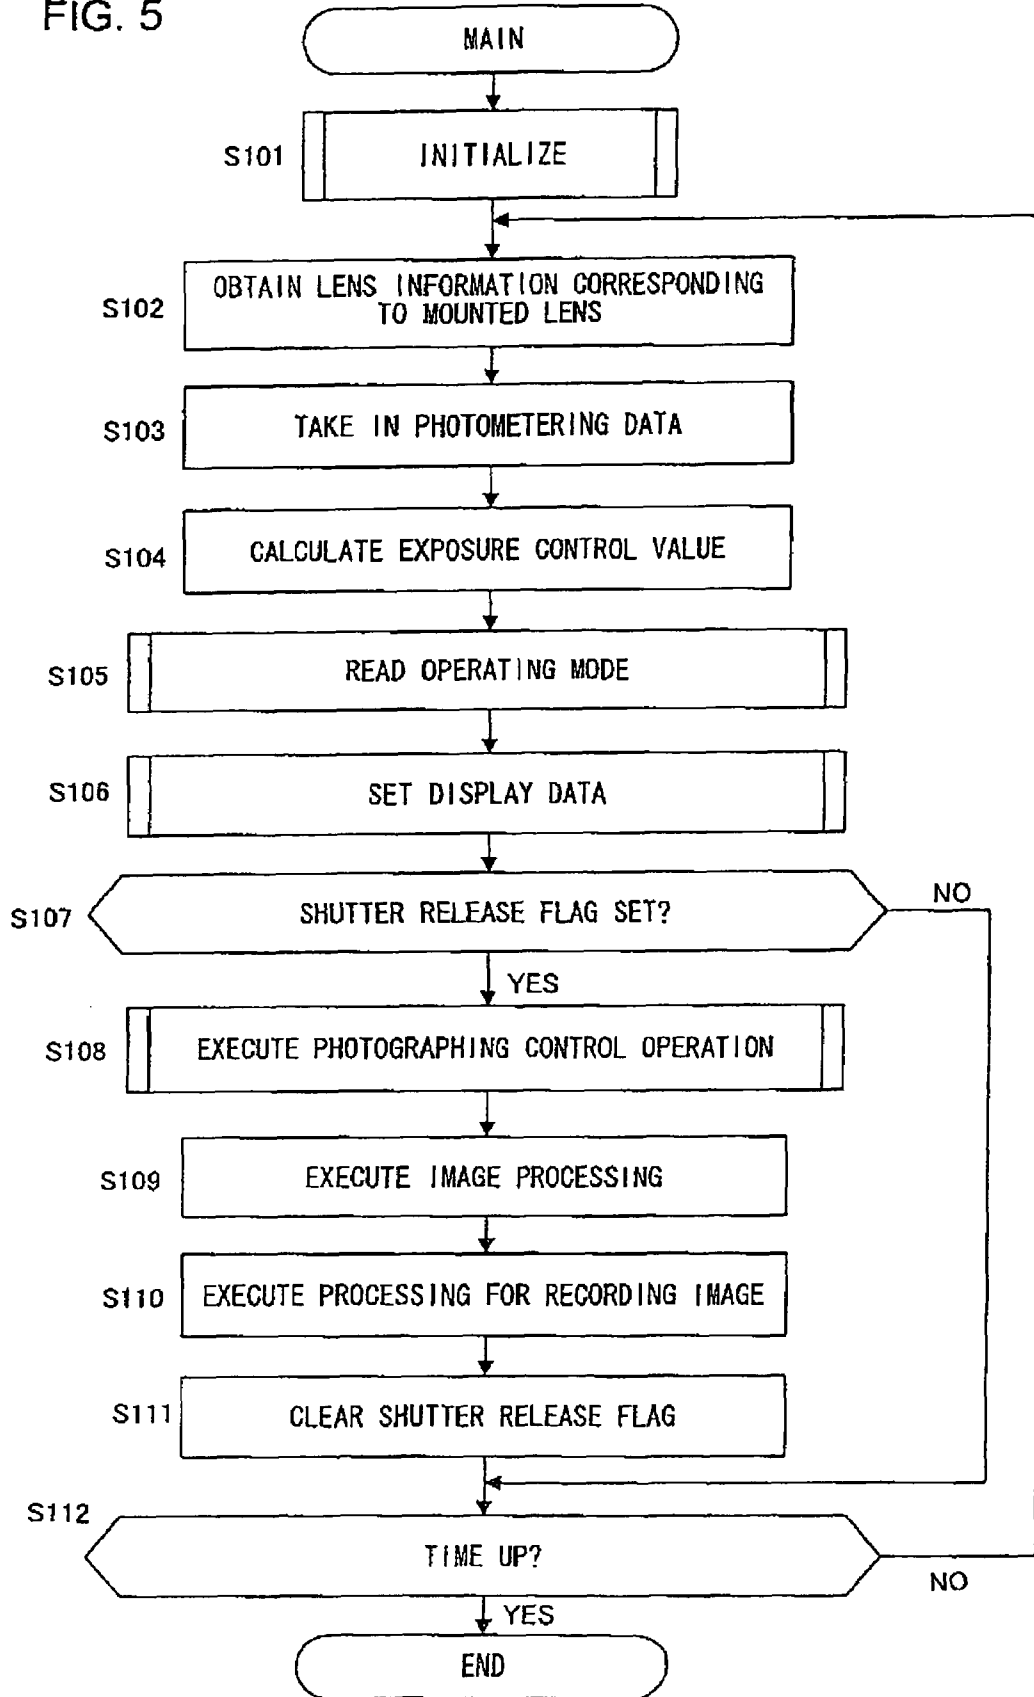 FIG. 5
MAIN
S101
INITIALIZE
S102
OBTAIN LENS INFORMATION CORRESPONDING
TO MOUNTED LENS
S103
TAKE IN PHOTOMETERING DATA
S104
CALCULATE EXPOSURE CONTROL VALUE
S105
READ OPERATING MODE
S106
SET DISPLAY DATA
S107
SHUTTER RELEASE FLAG SET?
NO
YES
S108
EXECUTE PHOTOGRAPHING CONTROL OPERATION
S109
EXECUTE IMAGE PROCESSING
S110
EXECUTE PROCESSING FOR RECORDING IMAGE
S111
CLEAR SHUTTER RELEASE FLAG
S112
TIME UP?
NO
YES
END